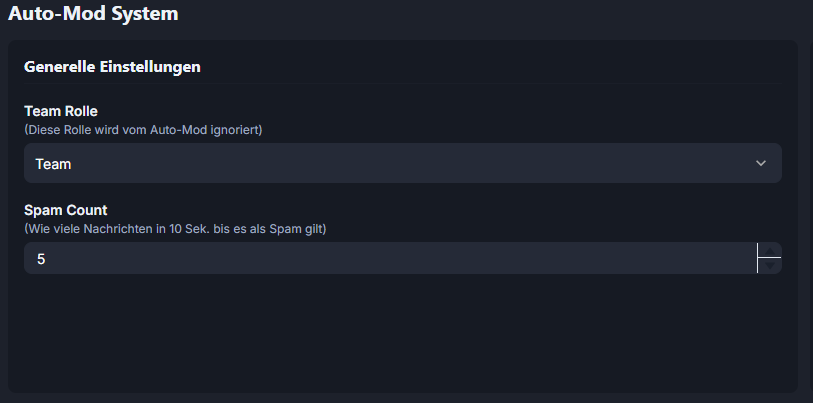 Auto-Mod System
Generelle Einstellungen
Team Rolle
(Diese Rolle wird vom Auto-Mod ignoriert)
Team
Spam Count
(Wie viele Nachrichten in 10 Sek. bis es als Spam gilt)
5